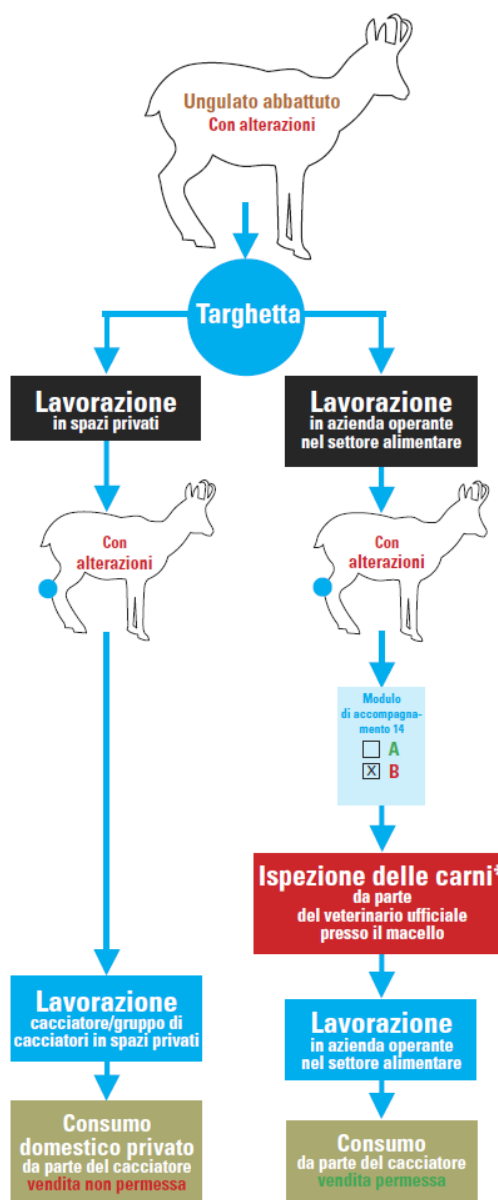 Ungulato abbattuto
Con alterazioni
Targhetta
Lavorazione
in spazi privati
Lavorazione
in azienda operante
nel settore alimentare
Con
alterazioni
Con
alterazioni
Modulo
di accompagna-
mento 14
A
X B
Ispezione delle carni*
da parte
del veterinario ufficiale
presso il macello
Lavorazione
cacciatore/gruppo di
cacciatori in spazi privati
Lavorazione
in azienda operante
nel settore alimentare
Consumo
domestico privato
da parte del cacciatore
vendita non permessa
Consumo
da parte del cacciatore
vendita permessa